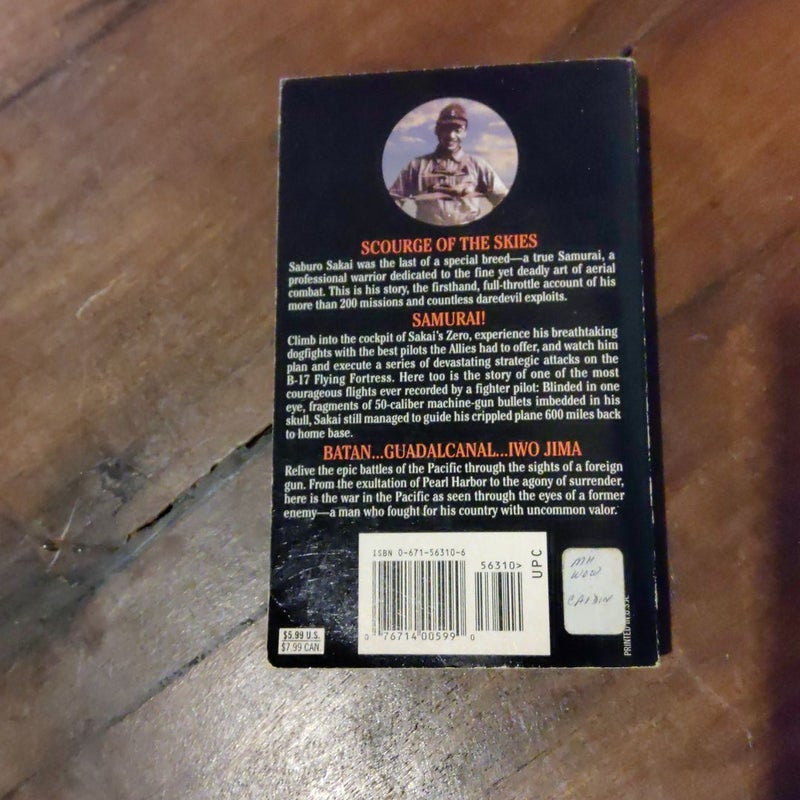 SCOURGE OF THE SKIES
Saburo Sakai was the last of a special breed—a true Samurai, a
professional warrior dedicated to the fine yet deadly art of aerial
combat. This is his story, the firsthand, full-throttle account of his
more than 200 missions and countless daredevil exploits.
SAMURAI!
Climb into the cockpit of Sakai's Zero, experience his breathtaking
dogfights with the best pilots the Allies had to offer, and watch him
plan and execute a series of devastating strategic attacks on the
B-17 Flying Fortress. Here too is the story of one of the most
courageous flights ever recorded by a fighter pilot: Blinded in one
eye, fragments of 50-caliber machine-gun bullets imbedded in his
skull, Sakai still managed to guide his crippled plane 600 miles back
to home base.
BATAN...GUADALCANAL...IWO JIMA
Relive the epic battles of the Pacific through the sights of a foreign
gun. From the exultation of Pearl Harbor to the agony of surrender,
here is the war in the Pacific as seen through the eyes of a former
enemy—a man who fought for his country with uncommon valor.
ISBN 0-671-56310-6
56310>
UPC
0 76714 00599 0
$5.99 U.S.
$7.99 CAN
MH
CAIDIN
PRINTED IN U.S.A.